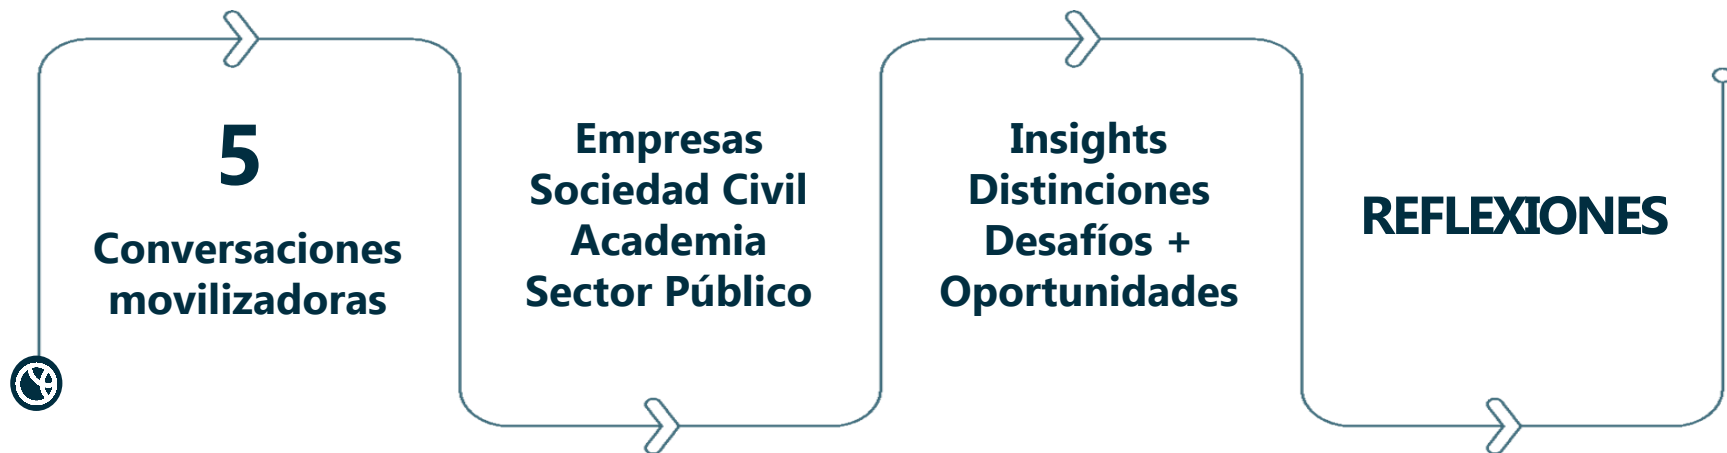 5
Conversaciones
movilizadoras
Empresas
Sociedad Civil
Academia
Sector Público
Insights
Distinciones
Desafíos +
Oportunidades
REFLEXIONES